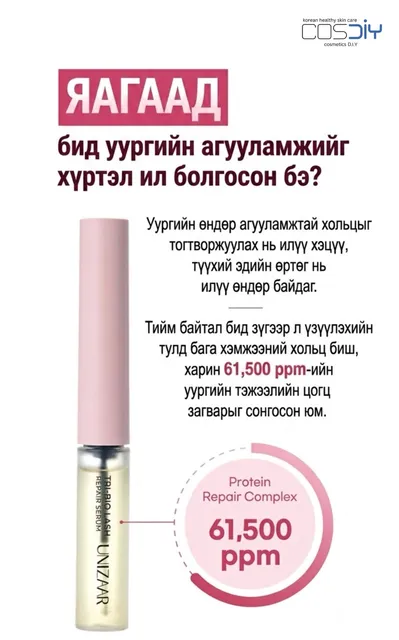 korean healthy skin care
COSDiY
cosmetics D.I.Y
ЯАГААД
бид уургийн агууламжийг
хүртэл ил болгосон бэ?
Уургийн өндөр агууламжтай хольцыг
тогтворжуулах нь илүү хэцүү,
түүхий эдийн өртөг нь
илүү өндөр байдаг.
Тийм байтал бид зүгээр л үзүүлэхийн
тулд бага хэмжээний хольц биш,
харин 61,500 ppm-ийн
уургийн тэжээлийн цогц
загварыг сонгосон юм.
Protein
Repair Complex
61,500
ppm
TRI-BIO LASH
REPAIR SERUM
UNIZAAR